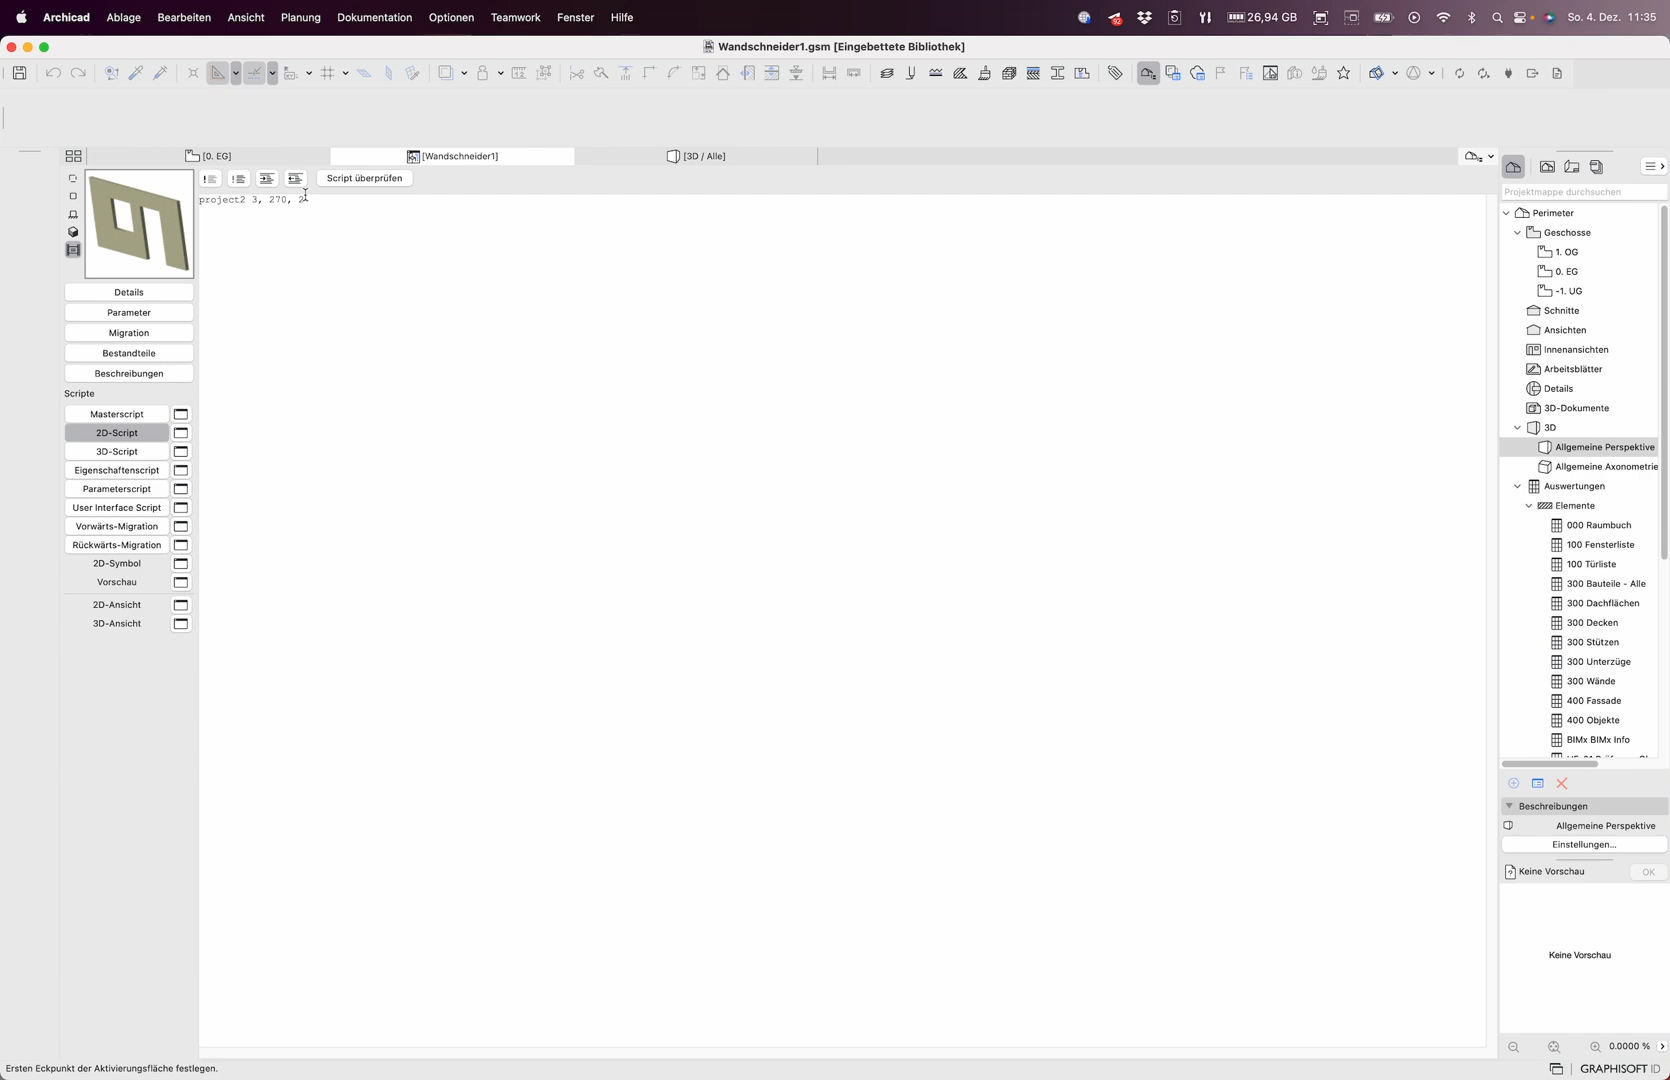 Archicad Ablage Bearbeiten Ansicht Planung Dokumentation Optionen Teamwork Fenster Hilfe 92 26,94 GB So. 4. Dez. 11:35
Wandschneider1.gsm [Eingebettete Bibliothek]
[0. EG] [Wandschneider1] [3D / Alle]
Script überprüfen
project2 3, 270, 2
Details
Parameter
Migration
Bestandteile
Beschreibungen
Scripte
Masterscript
2D-Script
3D-Script
Eigenschaftenscript
Parameterscript
User Interface Script
Vorwärts-Migration
Rückwärts-Migration
2D-Symbol
Vorschau
2D-Ansicht
3D-Ansicht
Projektmappe durchsuchen
Perimeter
Geschosse
1. OG
0. EG
-1. UG
Schnitte
Ansichten
Innenansichten
Arbeitsblätter
Details
3D-Dokumente
3D
Allgemeine Perspektive
Allgemeine Axonometrie
Auswertungen
Elemente
000 Raumbuch
100 Fensterliste
100 Türliste
300 Bauteile - Alle
300 Dachflächen
300 Decken
300 Stützen
300 Unterzüge
300 Wände
400 Fassade
400 Objekte
BIMx BIMx Info
Beschreibungen
Allgemeine Perspektive
Einstellungen...
Keine Vorschau OK
Keine Vorschau
0.0000 %
Ersten Eckpunkt der Aktivierungsfläche festlegen.
GRAPHISOFT ID